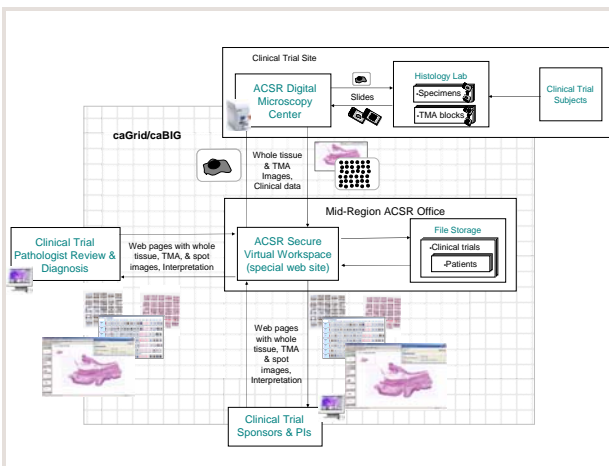 Clinical Trial Site
ACSR Digital
Microscopy
Center
Slides
Histology Lab
•Specimens
•TMA blocks
Clinical Trial
Subjects
caGrid/caBIG
Whole tissue
& TMA
Images,
Clinical data
Mid-Region ACSR Office
Clinical Trial
Pathologist Review &
Diagnosis
Web pages with whole
tissue, TMA, & spot
images, Interpretation
ACSR Secure
Virtual Workspace
(special web site)
File Storage
•Clinical trials
•Patients
Web pages
with whole
tissue, TMA
& spot
images,
Interpretation
Clinical Trial
Sponsors & PIs